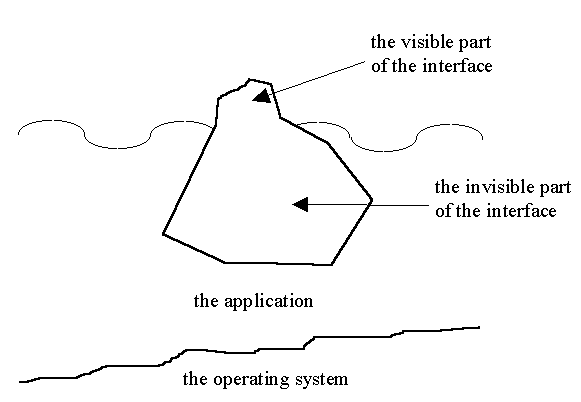 the visible part
of the interface
the invisible part
of the interface
the application
the operating system